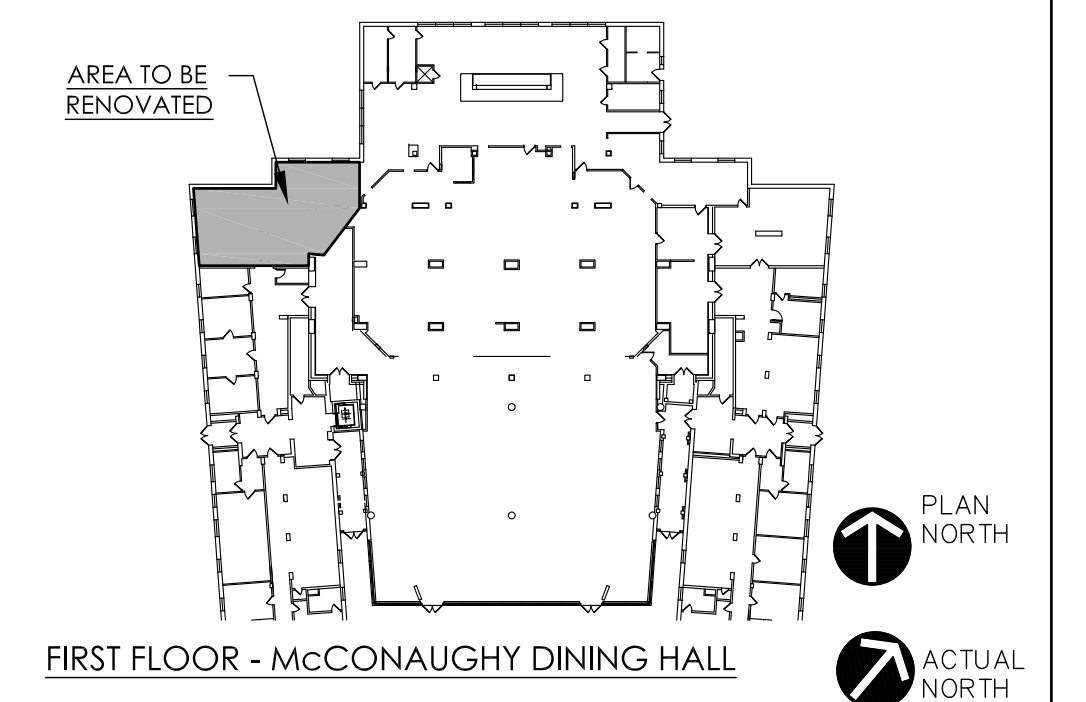 AREA TO BE
RENOVATED
PLAN
NORTH
FIRST FLOOR - McCONAUGHY DINING HALL
ACTUAL
NORTH